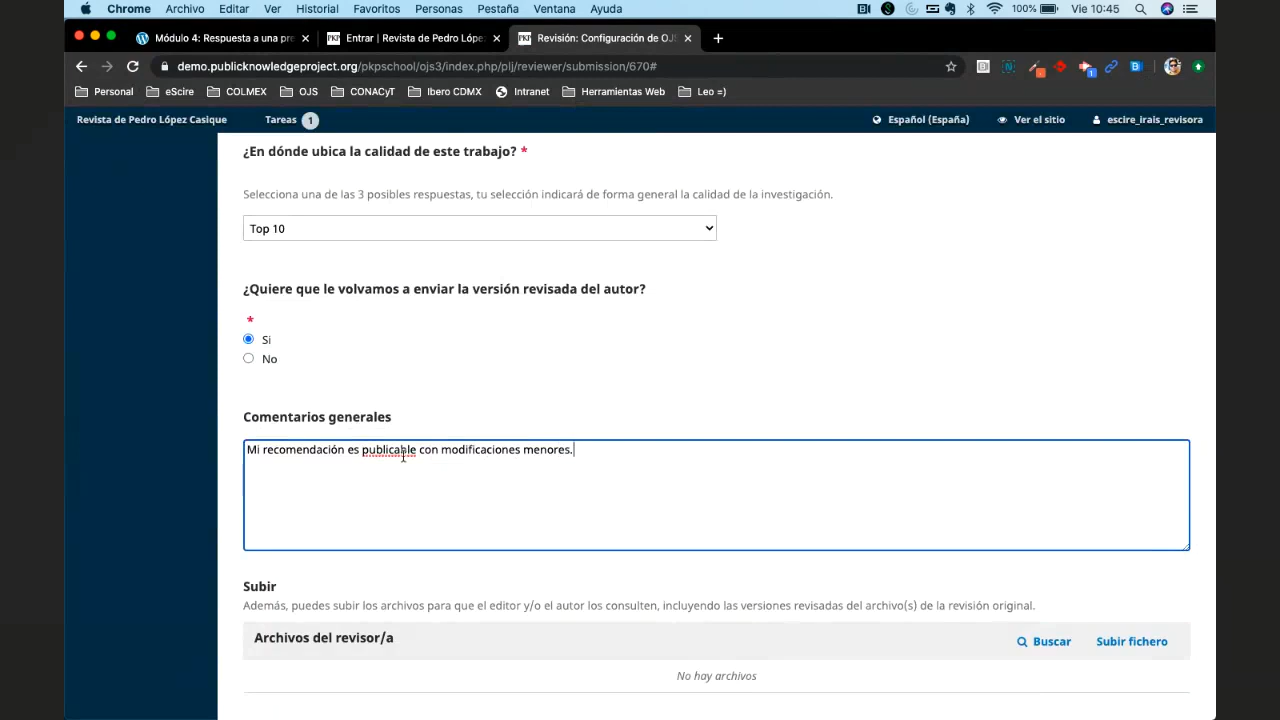 Chrome Archivo Editar Ver Historial Favoritos Personas Pestaña Ventana Ayuda 100% Vie 10:45
Módulo 4: Respuesta a una pre Entrar | Revista de Pedro Lópe Revisión: Configuración de OJS
demo.publicknowledgeproject.org/pkpschool/ojs3/index.php/plj/reviewer/submission/670#
Personal eScire COLMEX OJS CONACyT Ibero CDMX Intranet Herramientas Web Leo =)
Revista de Pedro López Casique Tareas 1 Español (España) Ver el sitio escire_irais_revisora
¿En dónde ubica la calidad de este trabajo? *
Selecciona una de las 3 posibles respuestas, tu selección indicará de forma general la calidad de la investigación.
Top 10
¿Quiere que le volvamos a enviar la versión revisada del autor?
*
Si
No
Comentarios generales
Mi recomendación es publicable con modificaciones menores.
Subir
Además, puedes subir los archivos para que el editor y/o el autor los consulten, incluyendo las versiones revisadas del archivo(s) de la revisión original.
Archivos del revisor/a Buscar Subir fichero
No hay archivos